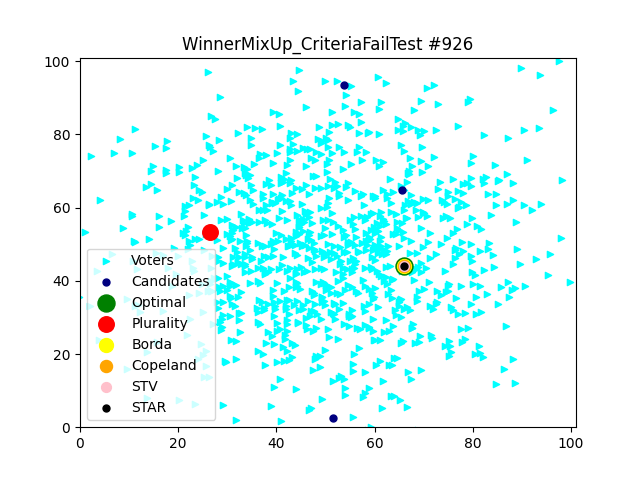 WinnerMixUp_CriteriaFailTest #926
100
80
60
40
20
0
0 20 40 60 80 100
Voters
Candidates
Optimal
Plurality
Borda
Copeland
STV
STAR